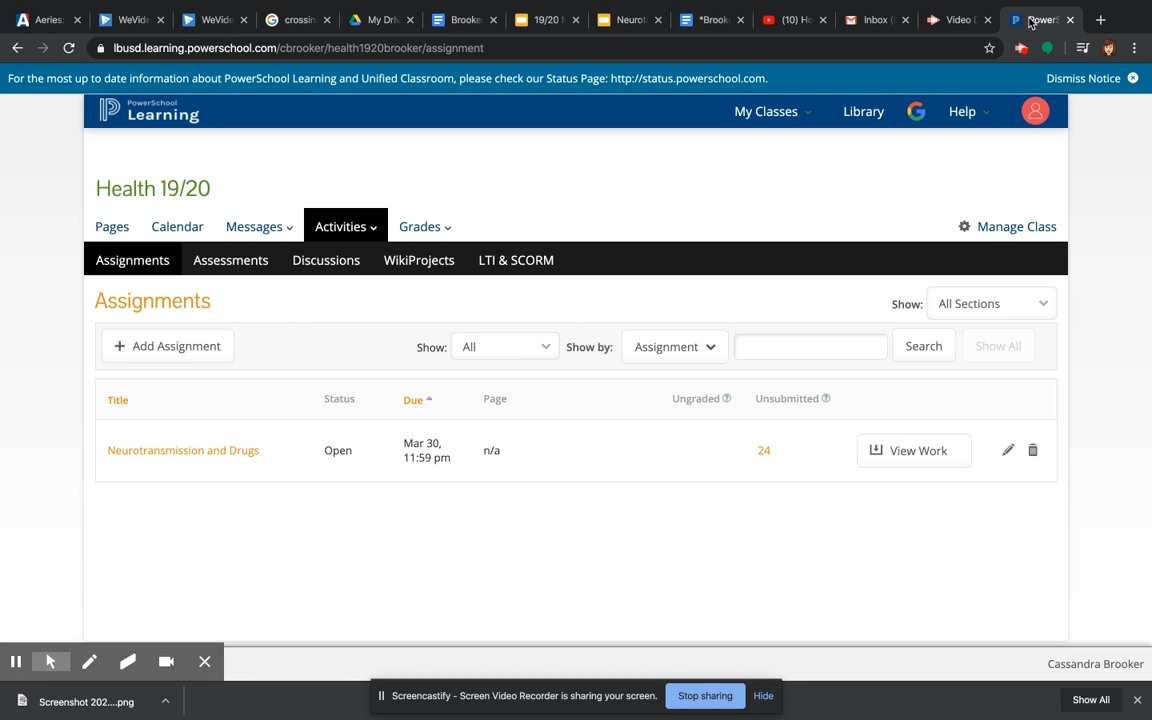 Aeries: WeVide WeVide crossin My Driv Brooke 19/20 N Neurot *Brook (10) Ho Inbox ( Video D PowerS
lbusd.learning.powerschool.com/cbrooker/health1920brooker/assignment
For the most up to date information about PowerSchool Learning and Unified Classroom, please check our Status Page: http://status.powerschool.com. Dismiss Notice
PowerSchool
Learning My Classes Library Help
Health 19/20
Pages Calendar Messages Activities Grades Manage Class
Assignments Assessments Discussions WikiProjects LTI & SCORM
Assignments Show: All Sections
+ Add Assignment Show: All Show by: Assignment Search Show All
Title Status Due Page Ungraded Unsubmitted
Neurotransmission and Drugs Open Mar 30, n/a 24 View Work
11:59 pm
Cassandra Brooker
Screenshot 202....png Screencastify - Screen Video Recorder is sharing your screen. Stop sharing Hide Show All